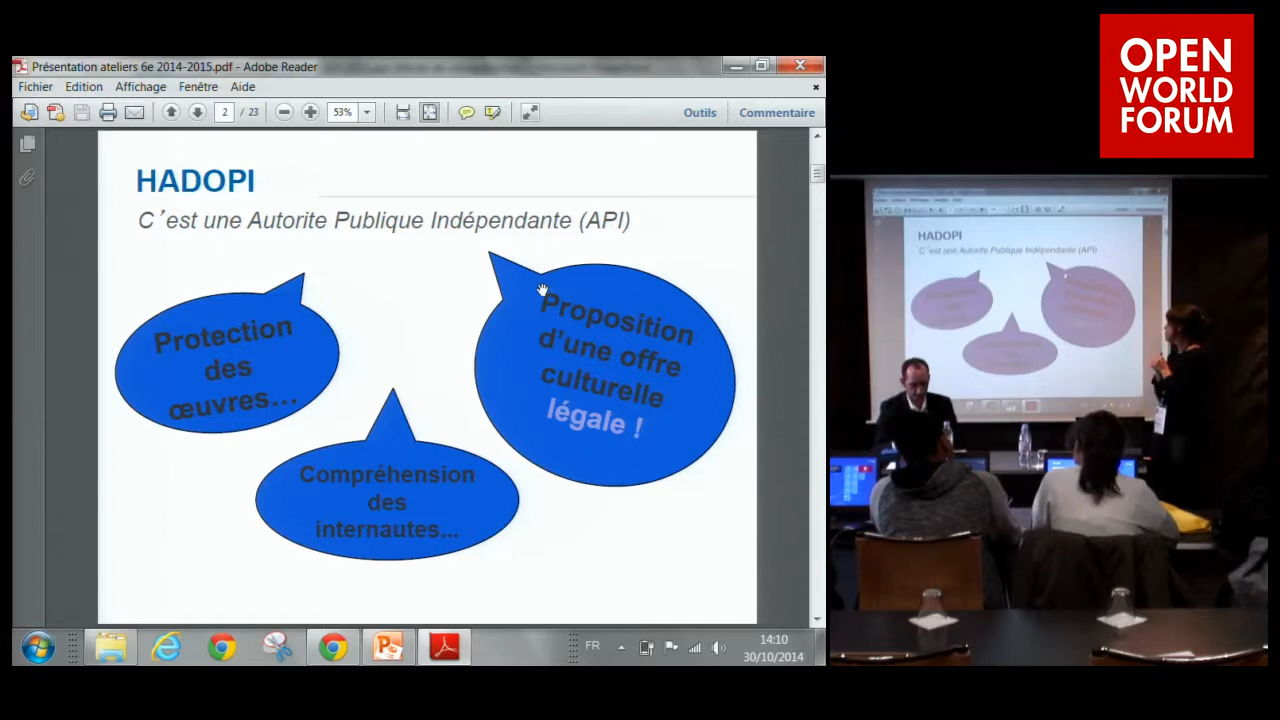 OPEN
WORLD
FORUM
Présentation ateliers 6e 2014-2015.pdf - Adobe Reader
Fichier Edition Affichage Fenêtre Aide
2 / 23 53% Outils Commentaire
HADOPI
C’est une Autorite Publique Indépendante (API)
Protection
des
œuvres...
Proposition
d’une offre
culturelle
légale !
Compréhension
des
internautes...
FR
14:10
30/10/2014
HADOPI
C’est une Autorite Publique Indépendante (API)